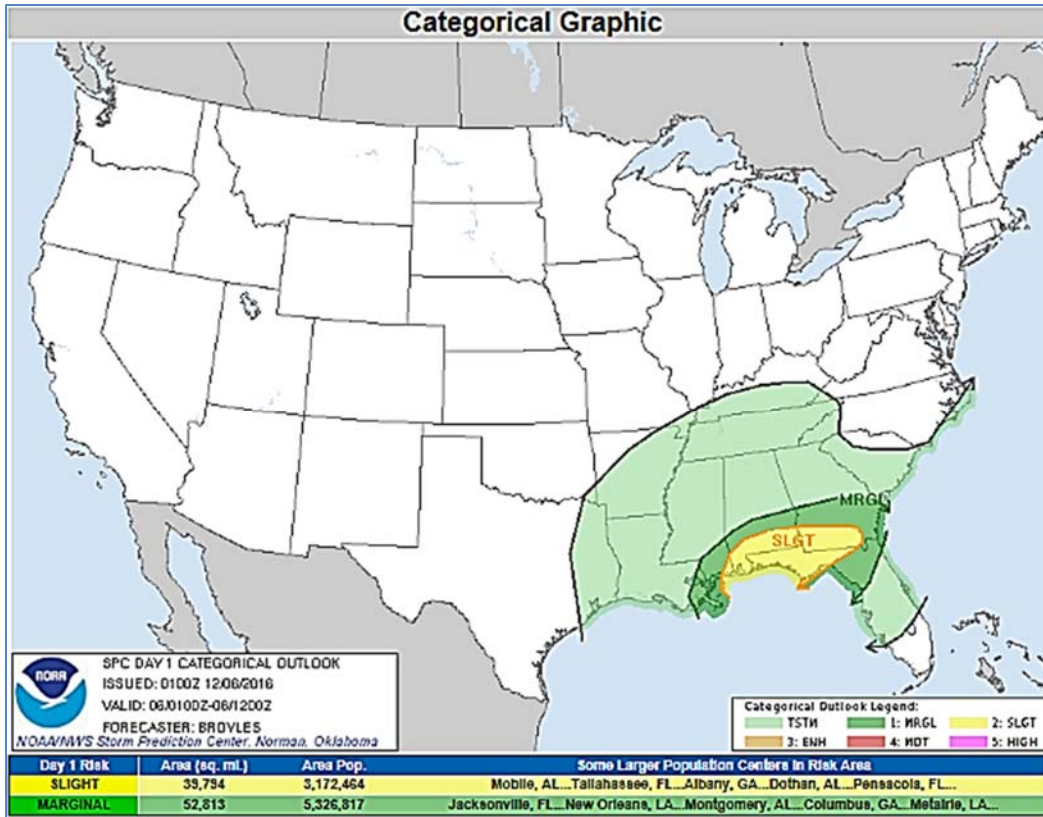 Categorical Graphic
MRGL
SLGT
NOAA
SPC DAY 1 CATEGORICAL OUTLOOK
ISSUED: 0100Z 12/06/2016
VALID: 06/0100Z-06/1200Z
FORECASTER: BROYLES
NOAA/NWS Storm Prediction Center, Norman, Oklahoma
Categorical Outlook Legend:
TSTM 1: MRGL 2: SLGT
3: ENH 4: MDT 5: HIGH
Day 1 Risk Area (sq. mi.) Area Pop. Some Larger Population Centers in Risk Area
SLIGHT 39,794 3,172,464 Mobile, AL...Tallahassee, FL...Albany, GA...Dothan, AL...Pensacola, FL...
MARGINAL 52,813 5,326,817 Jacksonville, FL...New Orleans, LA...Montgomery, AL...Columbus, GA...Metairie, LA...